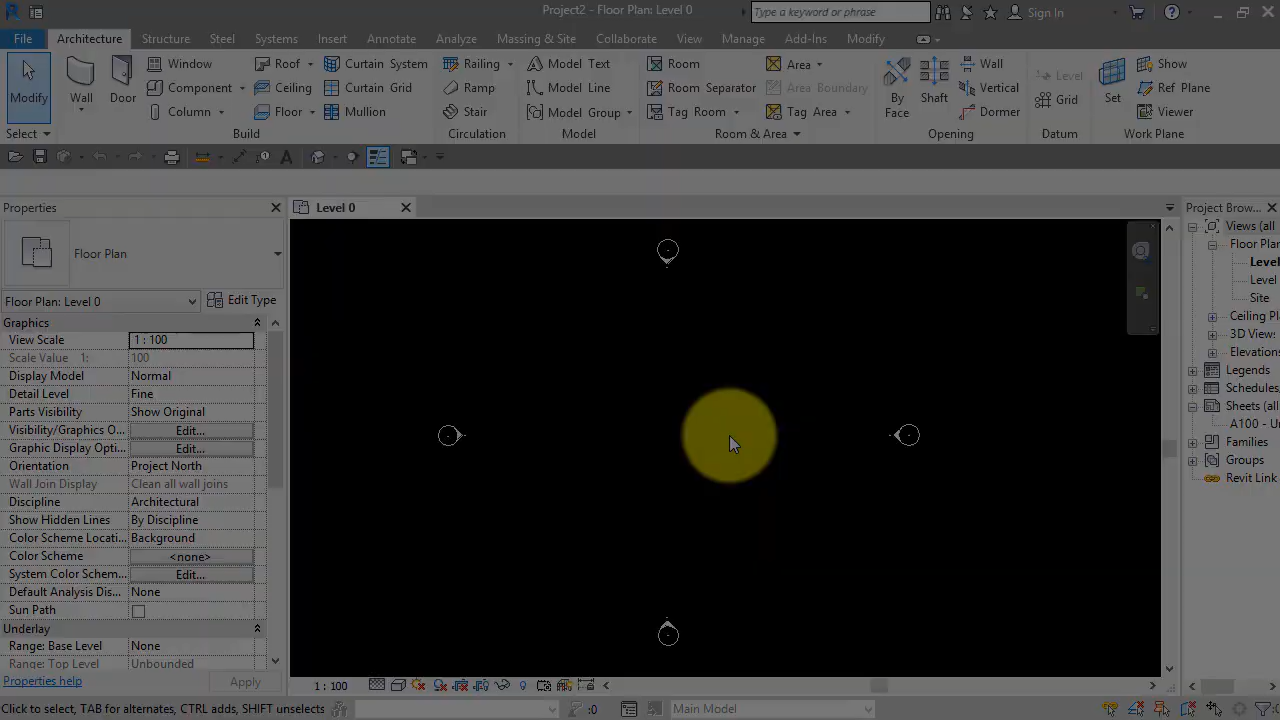 Project2 - Floor Plan: Level 0
Type a keyword or phrase
Sign In
File Architecture Structure Steel Systems Insert Annotate Analyze Massing & Site Collaborate View Manage Add-Ins Modify
Modify
Wall
Door
Window
Component
Column
Roof
Ceiling
Floor
Curtain System
Curtain Grid
Mullion
Railing
Ramp
Stair
Model Text
Model Line
Model Group
Room
Room Separator
Tag Room
Area
Area Boundary
Tag Area
By
Face
Shaft
Wall
Vertical
Dormer
Level
Grid
Set
Show
Ref Plane
Viewer
Select Build Circulation Model Room & Area Opening Datum Work Plane
Properties
Floor Plan
Floor Plan: Level 0 Edit Type
Graphics
View Scale 1 : 100
Scale Value 1: 100
Display Model Normal
Detail Level Fine
Parts Visibility Show Original
Visibility/Graphics O... Edit...
Graphic Display Opti... Edit...
Orientation Project North
Wall Join Display Clean all wall joins
Discipline Architectural
Show Hidden Lines By Discipline
Color Scheme Locati... Background
Color Scheme <none>
System Color Schem... Edit...
Default Analysis Dis... None
Sun Path
Underlay
Range: Base Level None
Range: Top Level Unbounded
Properties help Apply
Level 0
1 : 100
Project Brow...
Views (all
Floor Plan
Level
Level
Site
Ceiling Pl
3D View:
Elevations
Legends
Schedules,
Sheets (all
A100 - Un
Families
Groups
Revit Link
Click to select, TAB for alternates, CTRL adds, SHIFT unselects
:0
Main Model